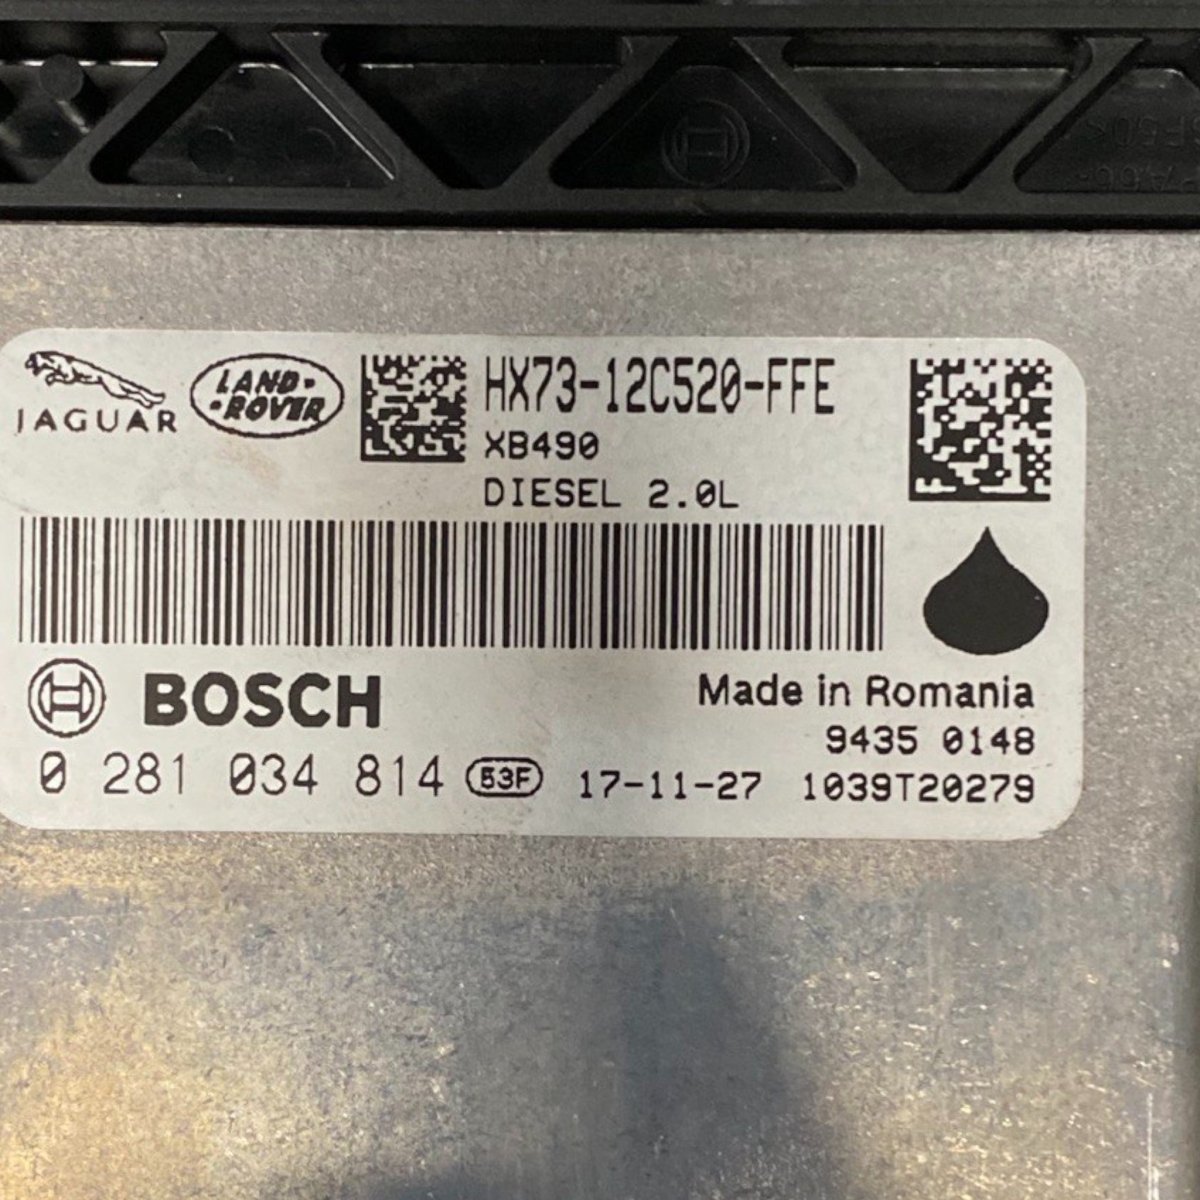 JAGUAR
LAND-
-ROVER
HX73-12C520-FFE
XB490
DIESEL 2.0L
BOSCH
Made in Romania
9435 0148
0 281 034 814 53F 17-11-27 1039T20279